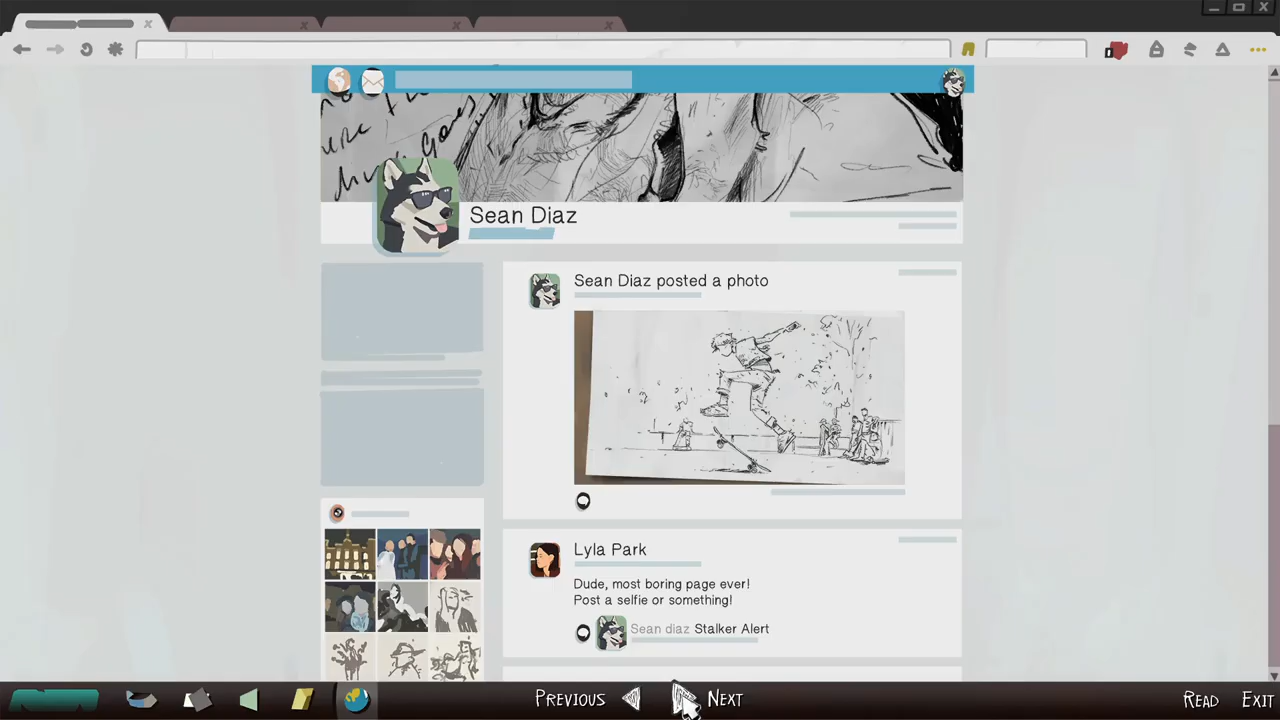 Sean Diaz
Sean Diaz posted a photo
Lyla Park
Dude, most boring page ever!
Post a selfie or something!
Sean diaz Stalker Alert
PREVIOUS
NEXT
READ
EXIT